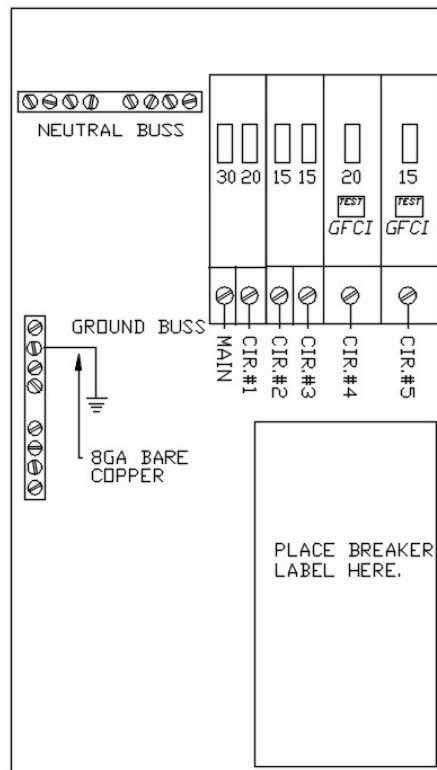 NEUTRAL BUSS
30 20 15 15 20 15
TEST TEST
GFCI GFCI
GROUND BUSS
MAIN
CIR.#1
CIR.#2
CIR.#3
CIR.#4
CIR.#5
8GA BARE
COPPER
PLACE BREAKER
LABEL HERE.